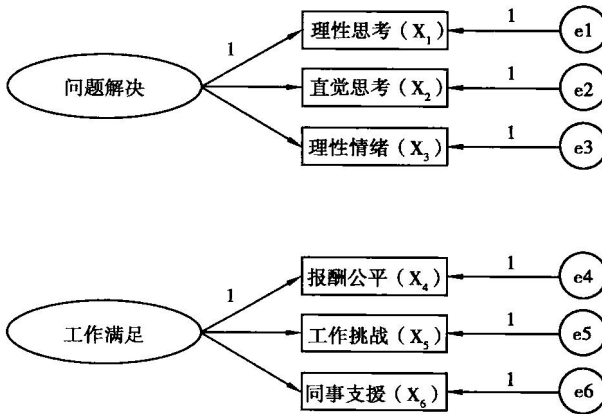 1
理性思考（X1）
1
e1
问题解决
直觉思考（X2）
1
e2
理性情绪（X3）
1
e3
1
报酬公平（X4）
1
e4
工作满足
工作挑战（X5）
1
e5
同事支援（X6）
1
e6